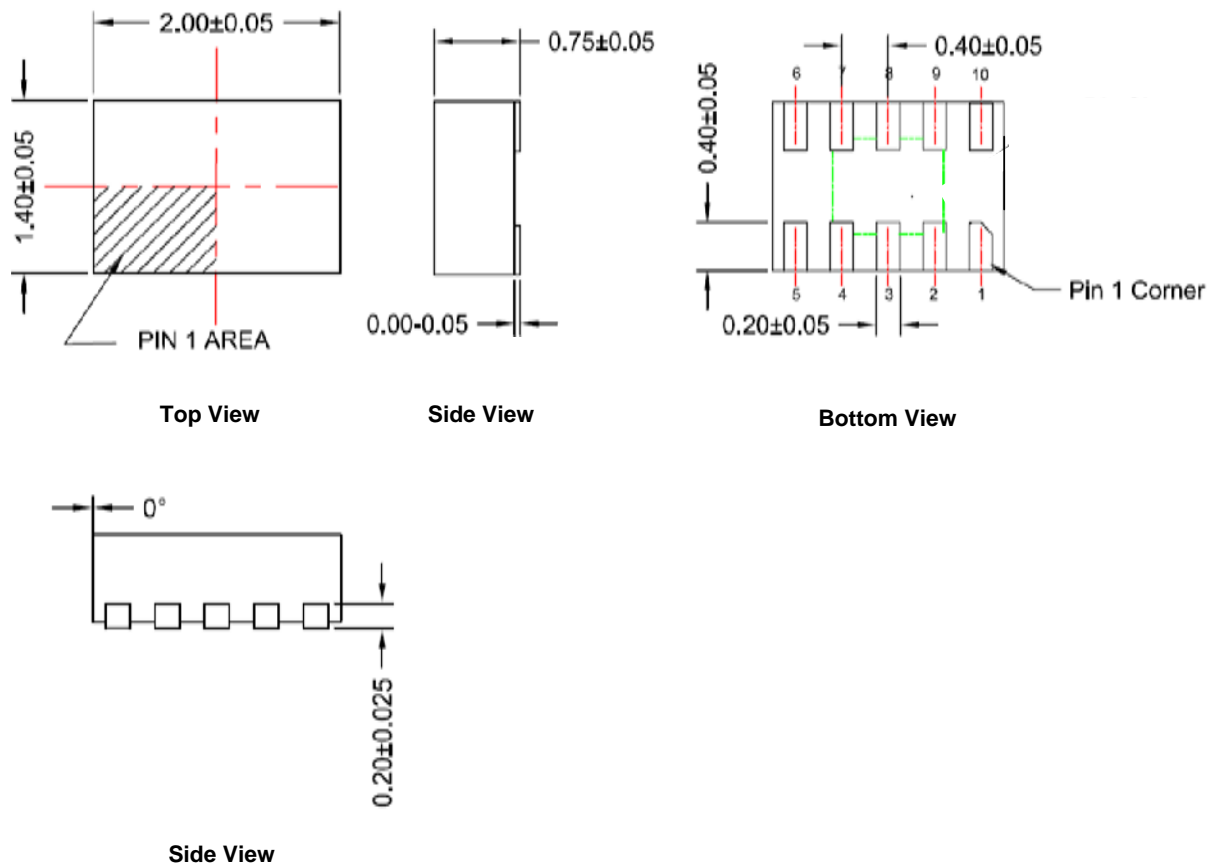 2.00±0.05
1.40±0.05
PIN 1 AREA
Top View
0.75±0.05
0.00-0.05
Side View
0.40±0.05
6 7 8 9 10
0.40±0.05
5 4 3 2 1
Pin 1 Corner
0.20±0.05
Bottom View
0°
0.20±0.025
Side View